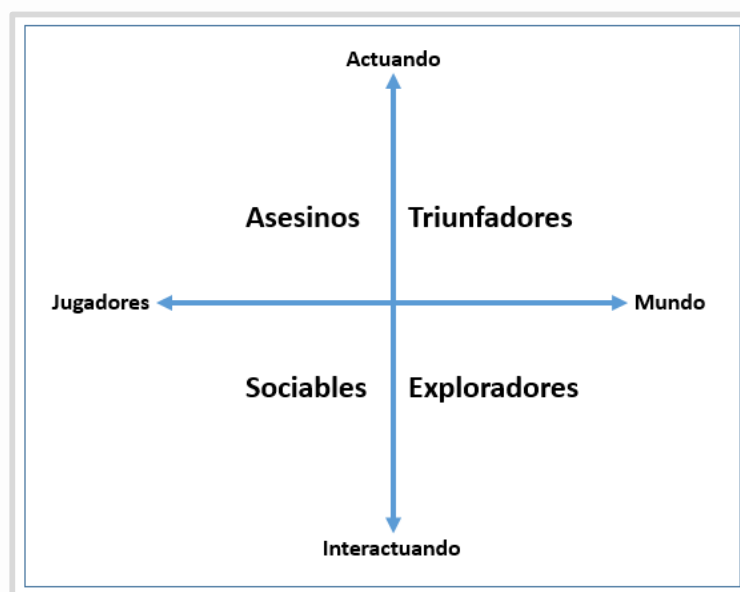 Actuando
Asesinos Triunfadores
Jugadores Mundo
Sociables Exploradores
Interactuando